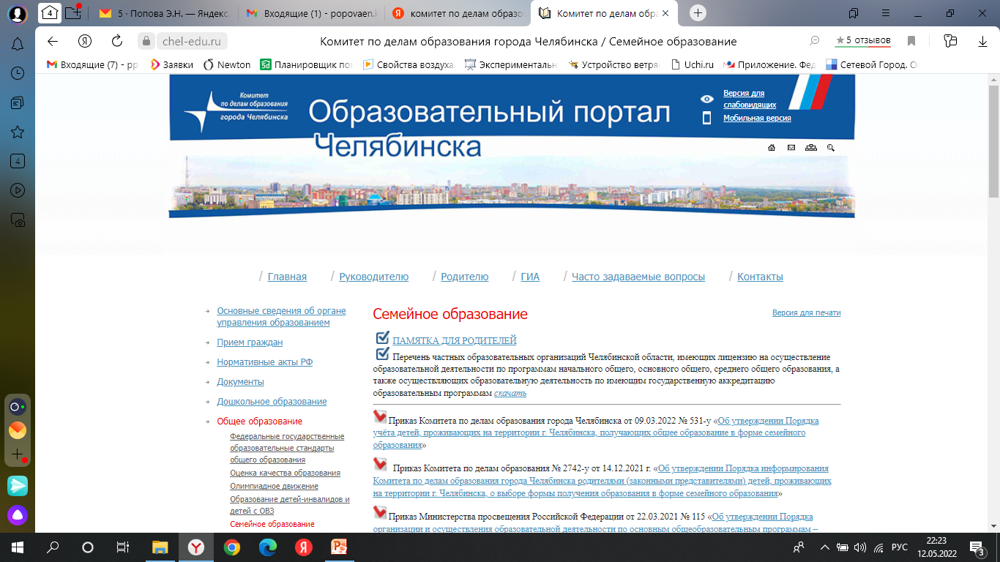 5 · Попова Э.Н. — Яндекс.
Входящие (1) - popovaen.
комитет по делам образо
Комитет по делам обра
chel-edu.ru
Комитет по делам образования города Челябинска / Семейное образование
★5 отзывов
Входящие (7) - pp
Заявки
Newton
Планировщик по
Свойства воздуха
Экспериментальн
Устройство ветря
Uchi.ru
Приложение. Фед
Сетевой Город. О
4
Комитет
по делам образования
города Челябинска
Образовательный портал
Челябинска
Версия для
слабовидящих
Мобильная версия
/ Главная
/ Руководителю
/ Родителю
/ ГИА
/ Часто задаваемые вопросы
/ Контакты
Основные сведения об органе
управления образованием
Прием граждан
Нормативные акты РФ
Документы
Дошкольное образование
Общее образование
Федеральные государственные
образовательные стандарты
общего образования
Оценка качества образования
Олимпиадное движение
Образование детей-инвалидов и
детей с ОВЗ
Семейное образование
Семейное образование
Версия для печати
ПАМЯТКА ДЛЯ РОДИТЕЛЕЙ
Перечень частных образовательных организаций Челябинской области, имеющих лицензию на осуществление
образовательной деятельности по программам начального общего, основного общего, среднего общего образования, а
также осуществляющих образовательную деятельность по имеющим государственную аккредитацию
образовательным программам скачать
Приказ Комитета по делам образования города Челябинска от 09.03.2022 № 531-у «Об утверждении Порядка
учёта детей, проживающих на территории г. Челябинска, получающих общее образование в форме семейного
образования»
Приказ Комитета по делам образования № 2742-у от 14.12.2021 г. «Об утверждении Порядка информирования
Комитета по делам образования города Челябинска родителями (законными представителями) детей, проживающих
на территории г. Челябинска, о выборе формы получения образования в форме семейного образования»
Приказ Министерства просвещения Российской Федерации от 22.03.2021 № 115 «Об утверждении Порядка
организации и осуществления образовательной деятельности по основным общеобразовательным программам –
РУС
22:23
12.05.2022
3